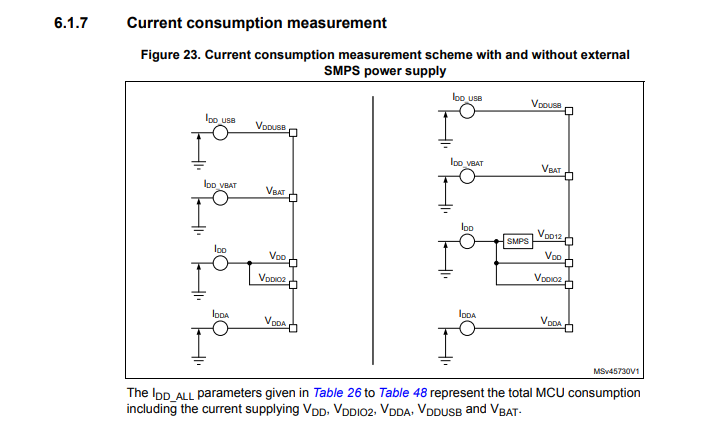 6.1.7 Current consumption measurement
Figure 23. Current consumption measurement scheme with and without external
SMPS power supply
IDD_USB
VDDUSB
IDD_VBAT
VBAT
IDD
VDD
VDDIO2
IDDA
VDDA
IDD_USB
VDDUSB
IDD_VBAT
VBAT
IDD
SMPS
VDD12
VDD
VDDIO2
IDDA
VDDA
MSv45730V1
The IDD_ALL parameters given in Table 26 to Table 48 represent the total MCU consumption
including the current supplying VDD, VDDIO2, VDDA, VDDUSB and VBAT.